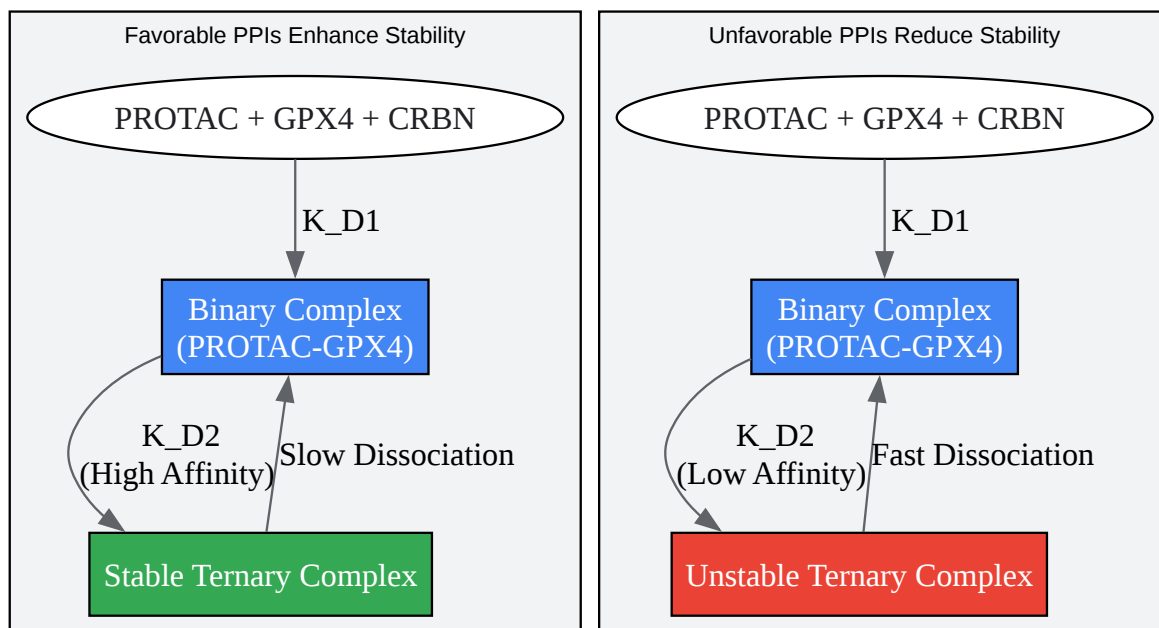 Favorable PPIs Enhance Stability
PROTAC + GPX4 + CRBN
K_D1
Binary Complex
(PROTAC-GPX4)
K_D2
(High Affinity)
Slow Dissociation
Stable Ternary Complex
Unfavorable PPIs Reduce Stability
PROTAC + GPX4 + CRBN
K_D1
Binary Complex
(PROTAC-GPX4)
K_D2
(Low Affinity)
Fast Dissociation
Unstable Ternary Complex